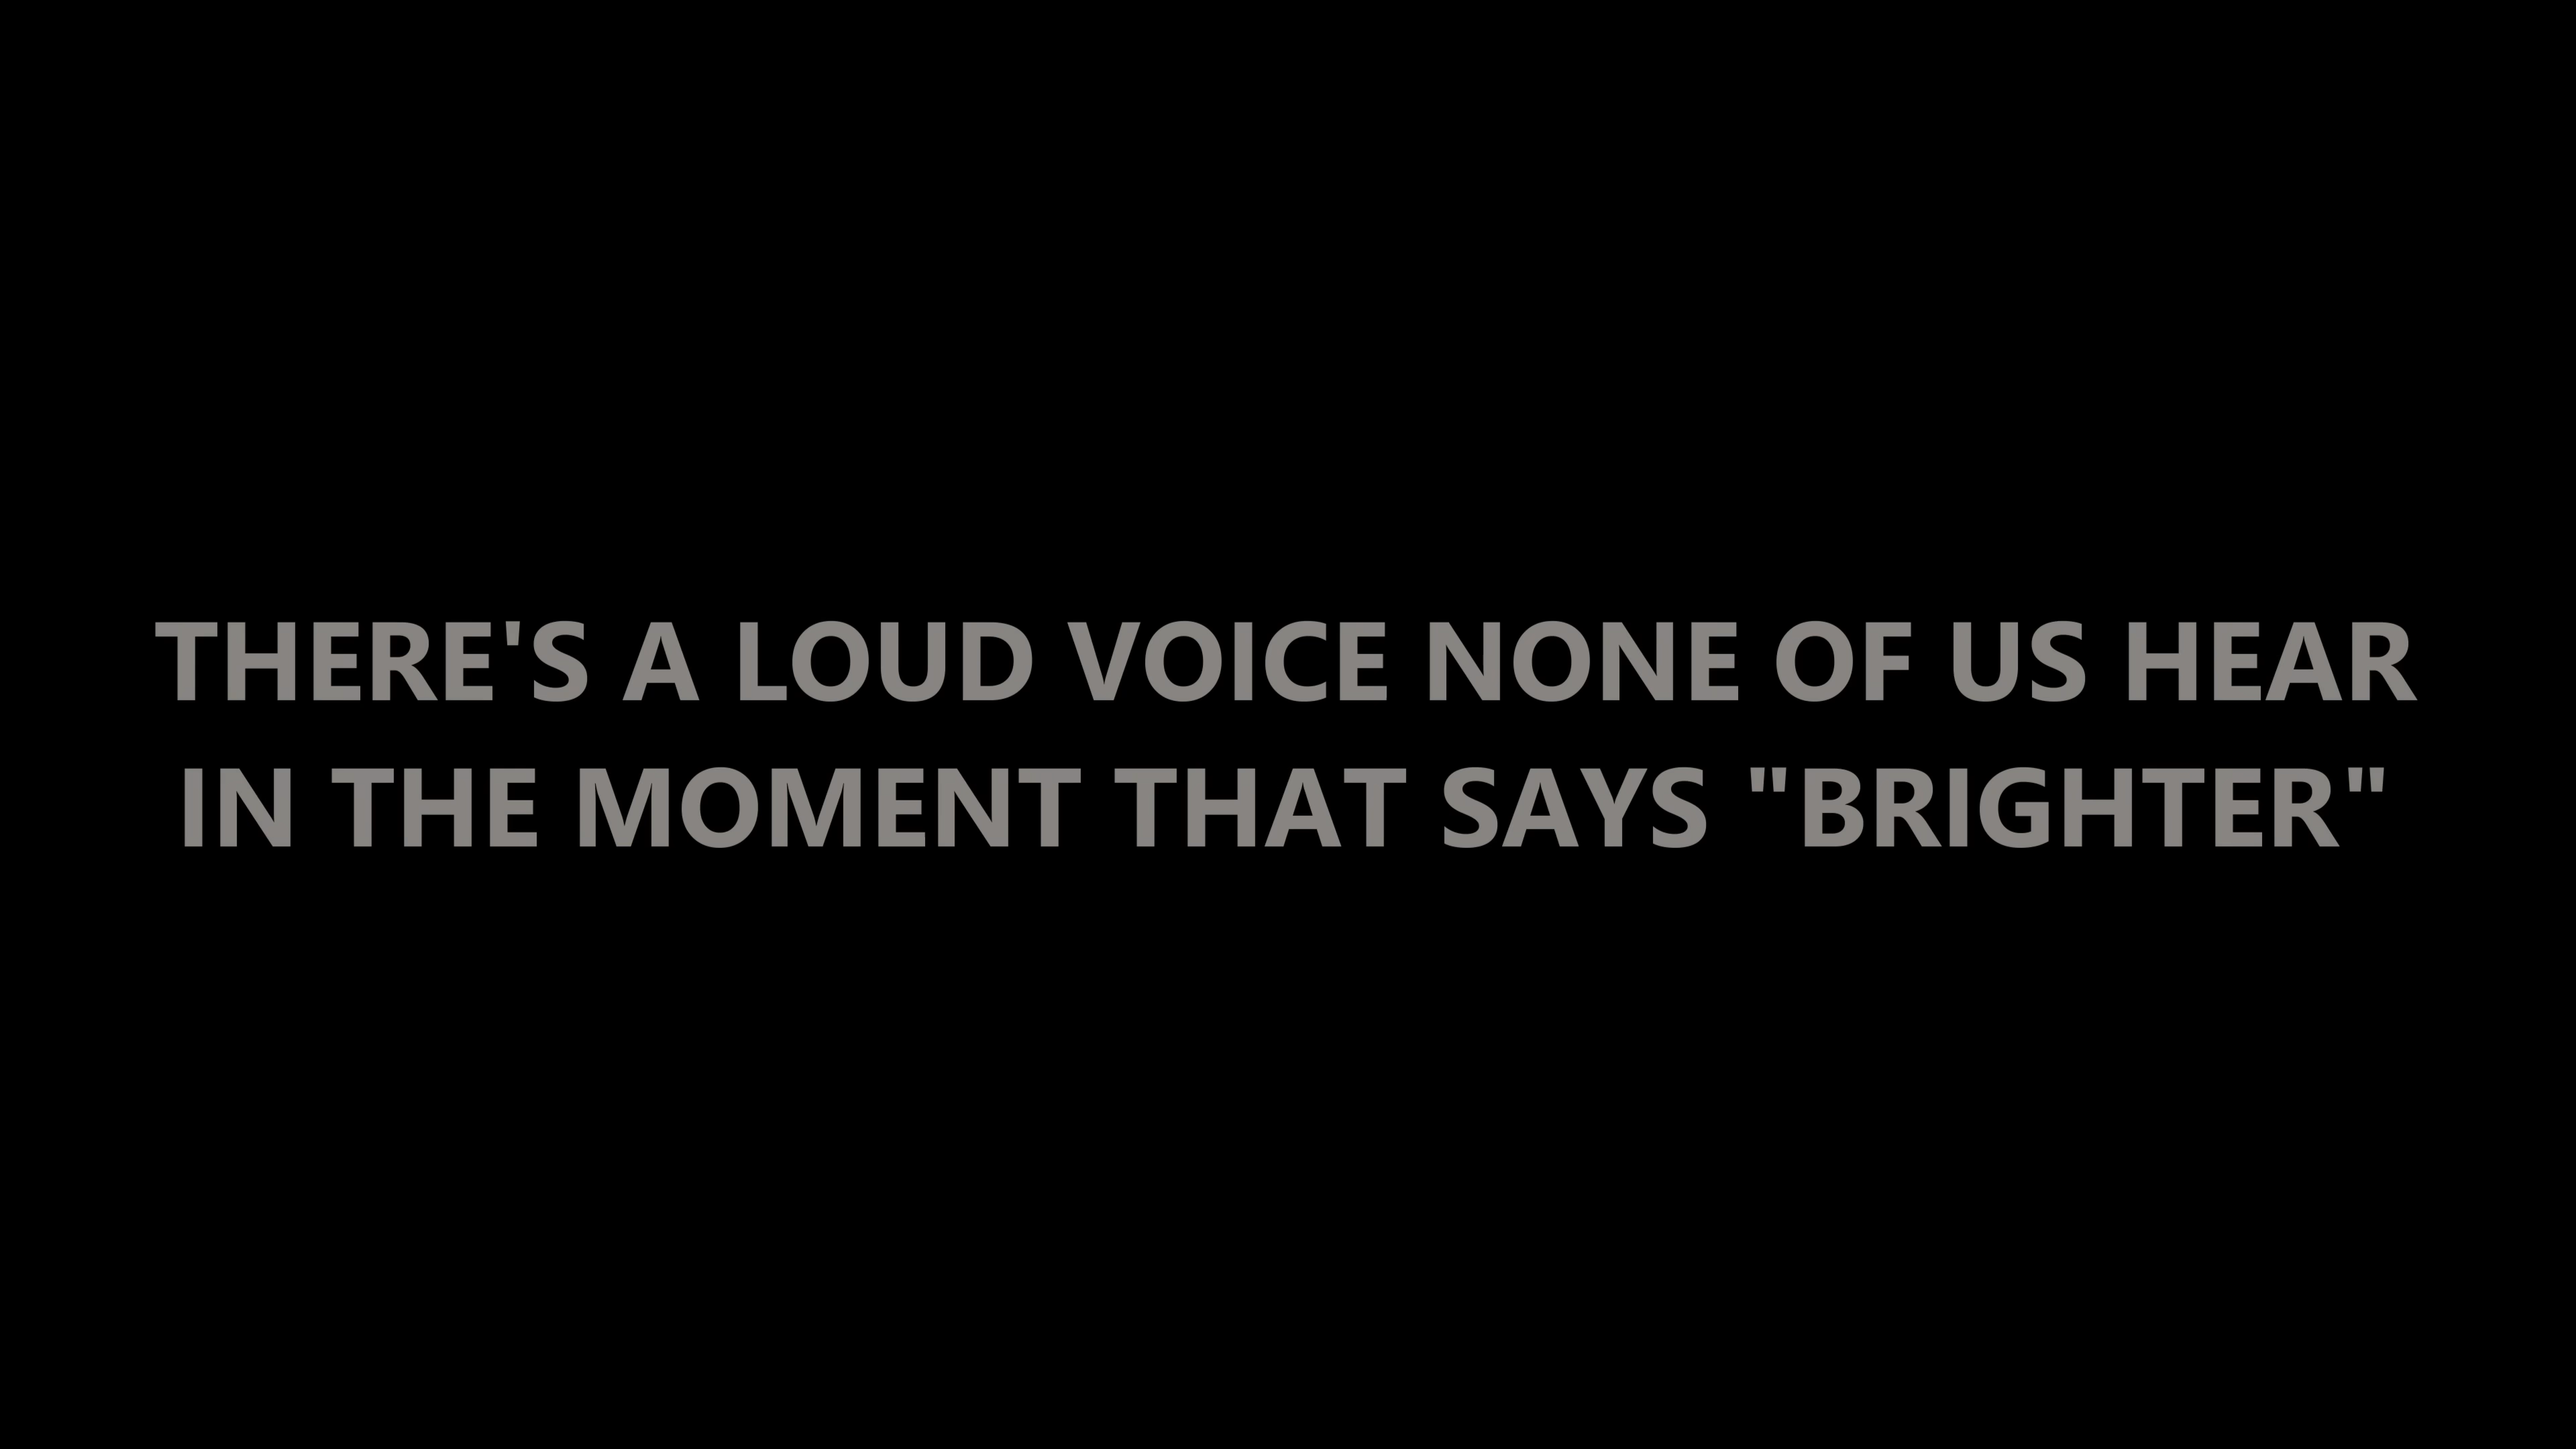 THERE'S A LOUD VOICE NONE OF US HEAR
IN THE MOMENT THAT SAYS "BRIGHTER"